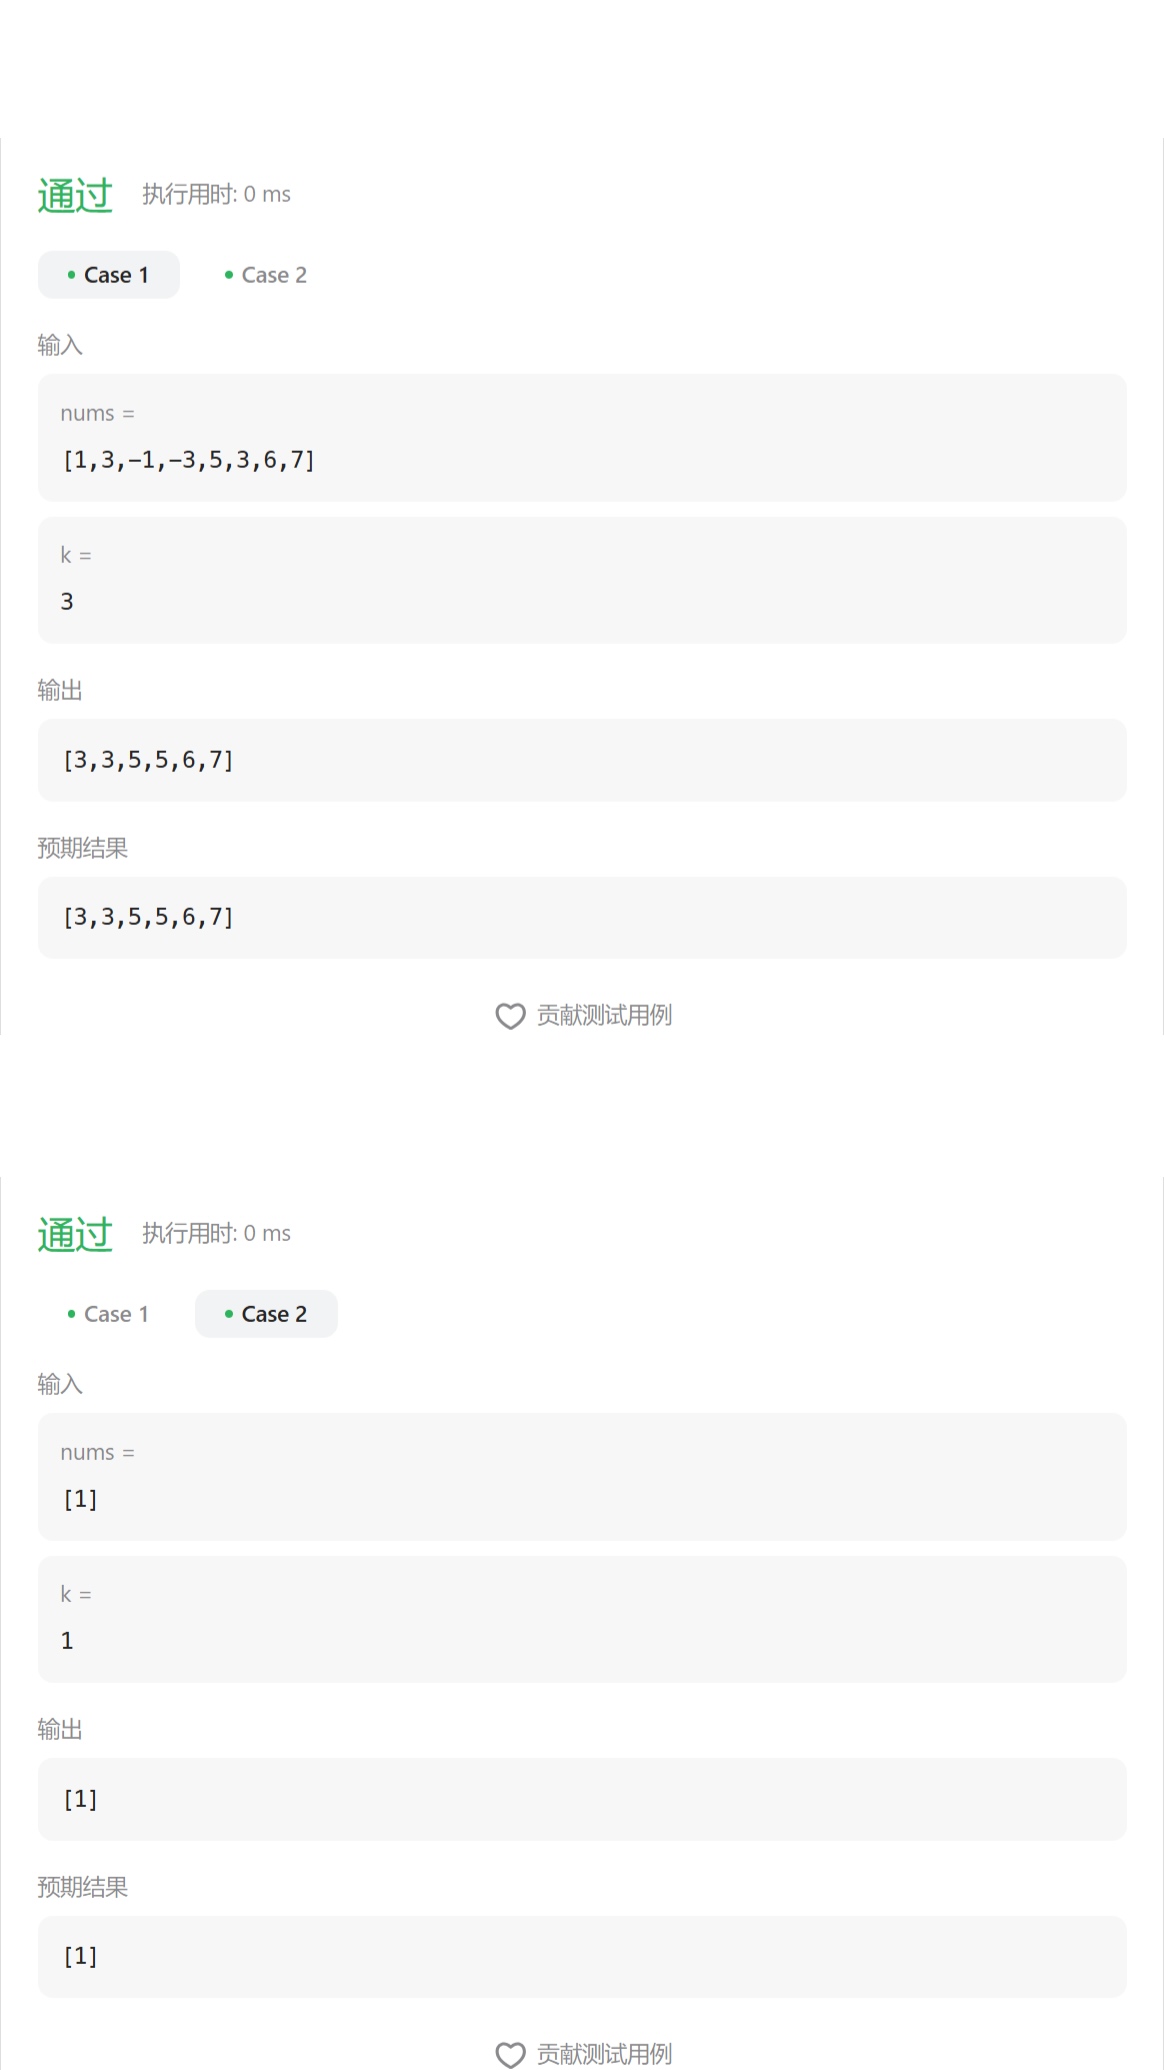 通过 执行用时: 0 ms
Case 1 Case 2
输入
nums =
[1,3,-1,-3,5,3,6,7]
k =
3
输出
[3,3,5,5,6,7]
预期结果
[3,3,5,5,6,7]
贡献测试用例
通过 执行用时: 0 ms
Case 1 Case 2
输入
nums =
[1]
k =
1
输出
[1]
预期结果
[1]
贡献测试用例